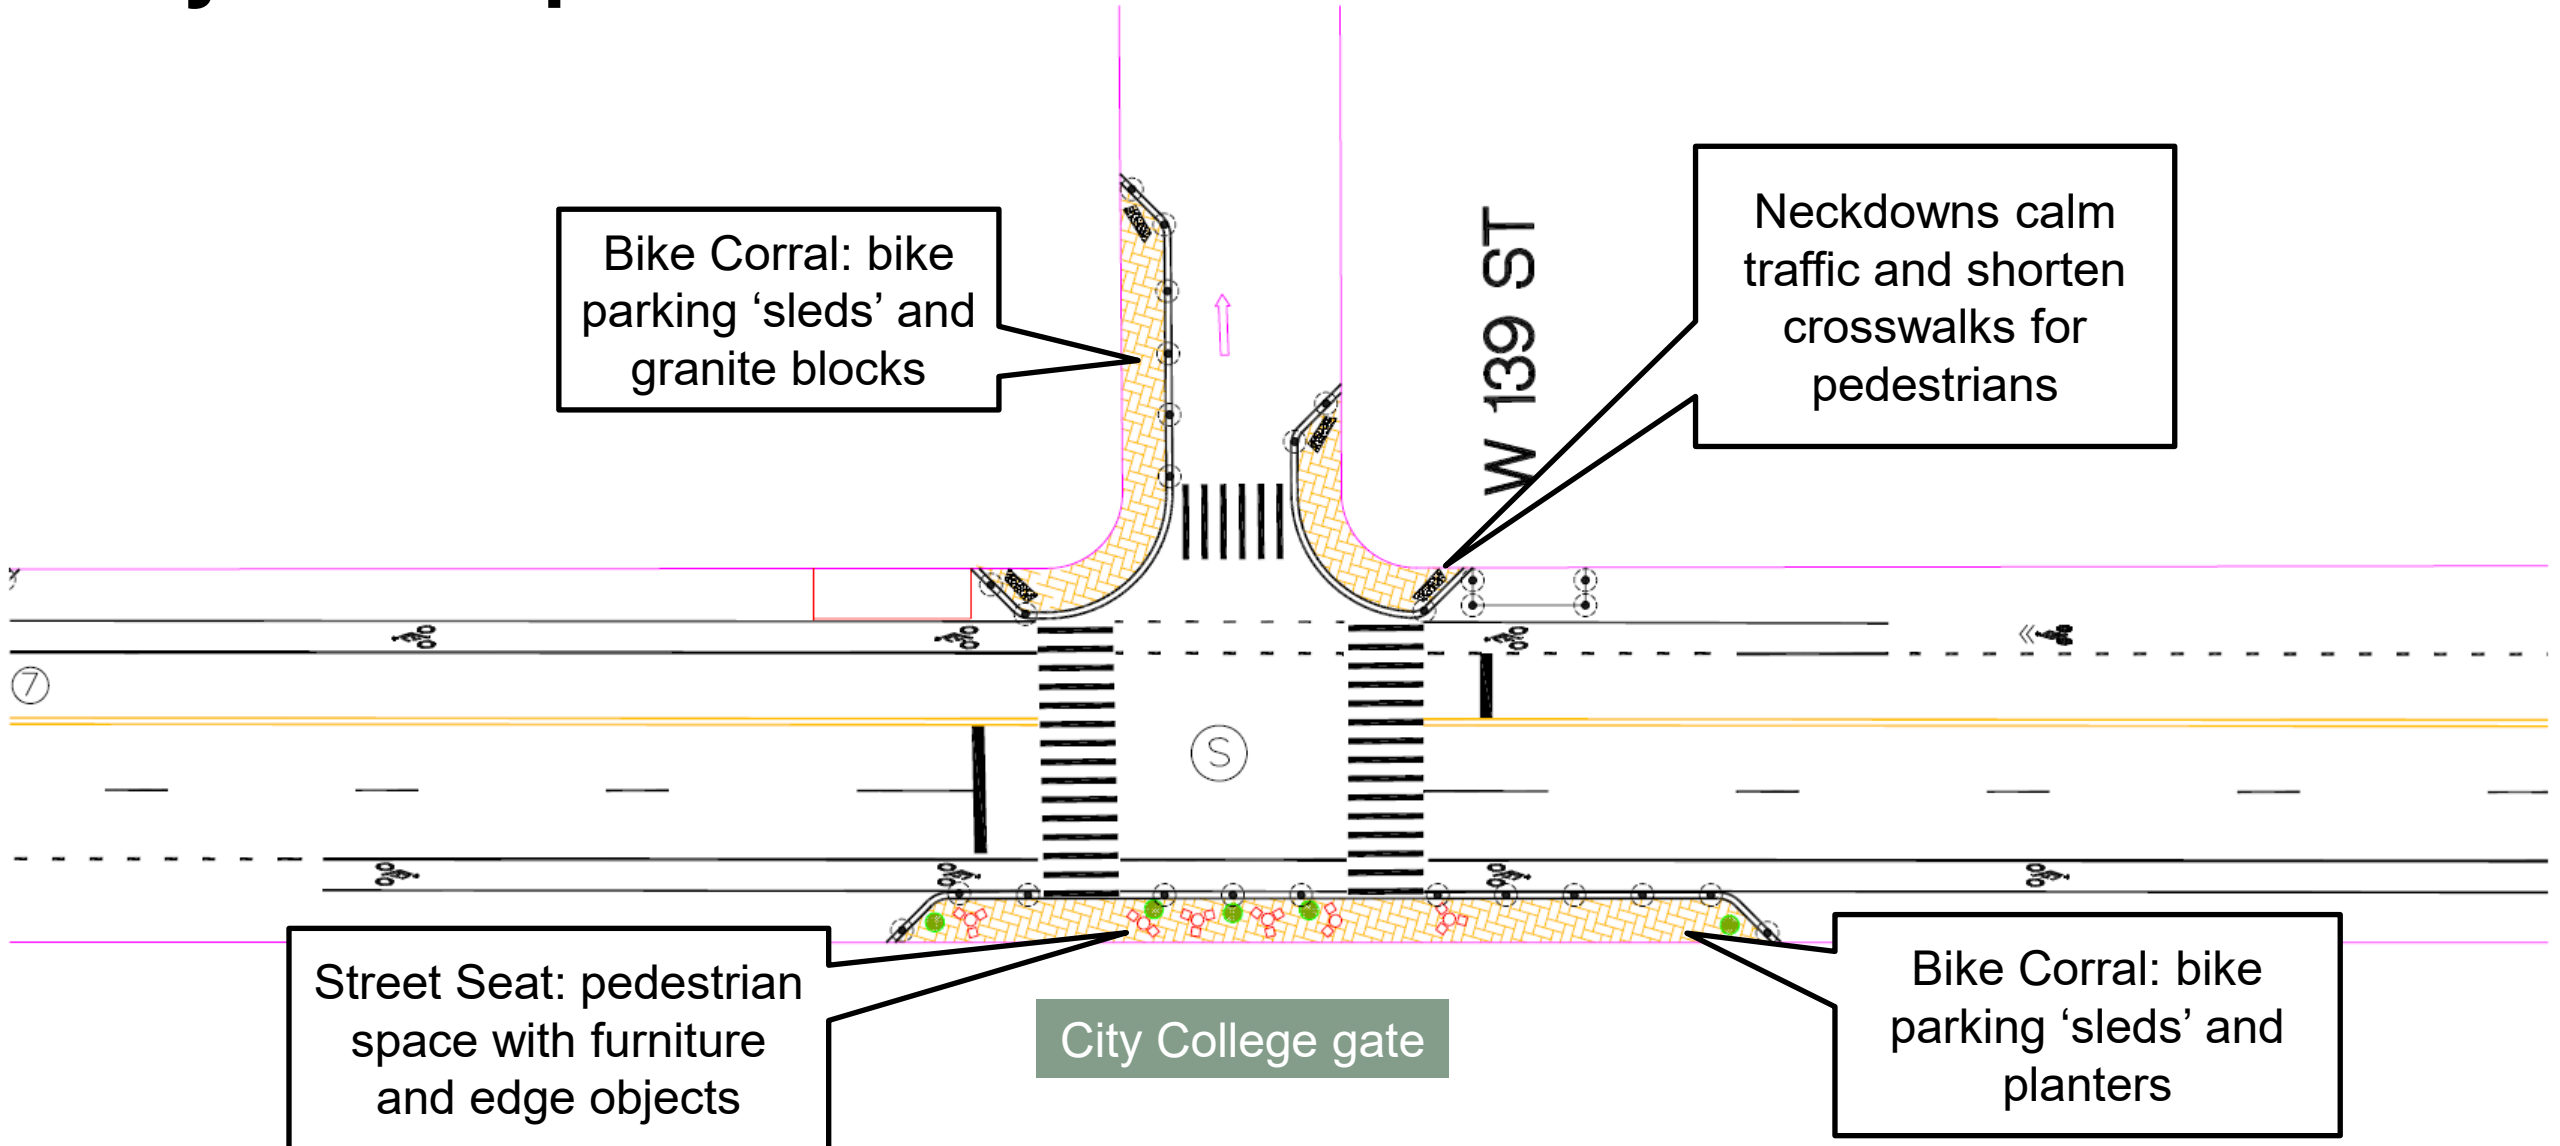 Bike Corral: bike
parking ‘sleds’ and
granite blocks
W 139 ST
Neckdowns calm
traffic and shorten
crosswalks for
pedestrians
7
S
Street Seat: pedestrian
space with furniture
and edge objects
City College gate
Bike Corral: bike
parking ‘sleds’ and
planters